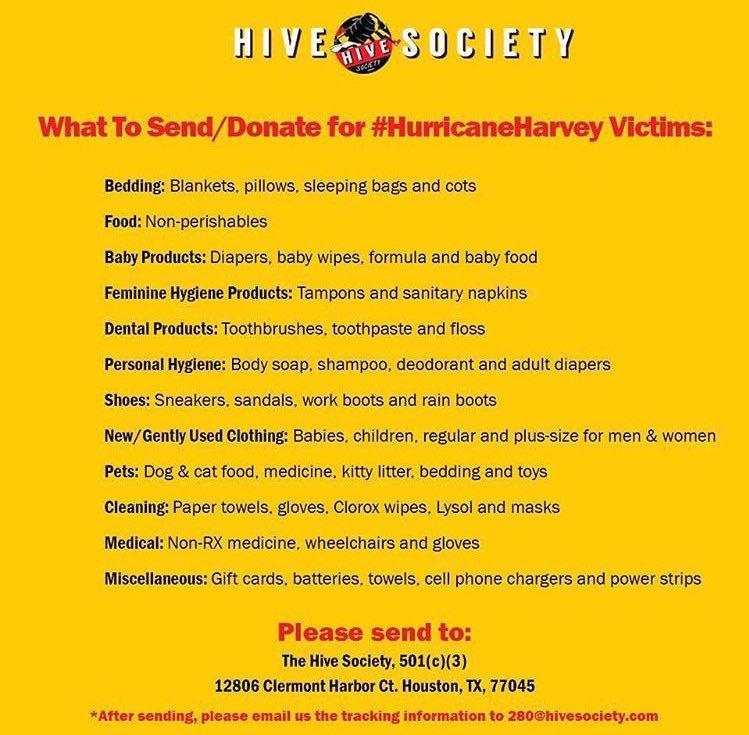 HIVE HIVE SOCIETY SOCIETY
What To Send/Donate for #HurricaneHarvey Victims:
Bedding: Blankets, pillows, sleeping bags and cots
Food: Non-perishables
Baby Products: Diapers, baby wipes, formula and baby food
Feminine Hygiene Products: Tampons and sanitary napkins
Dental Products: Toothbrushes, toothpaste and floss
Personal Hygiene: Body soap, shampoo, deodorant and adult diapers
Shoes: Sneakers, sandals, work boots and rain boots
New/Gently Used Clothing: Babies, children, regular and plus-size for men & women
Pets: Dog & cat food, medicine, kitty litter, bedding and toys
Cleaning: Paper towels, gloves, Clorox wipes, Lysol and masks
Medical: Non-RX medicine, wheelchairs and gloves
Miscellaneous: Gift cards, batteries, towels, cell phone chargers and power strips
Please send to:
The Hive Society, 501(c)(3)
12806 Clermont Harbor Ct. Houston, TX, 77045
*After sending, please email us the tracking information to 280@hivesociety.com